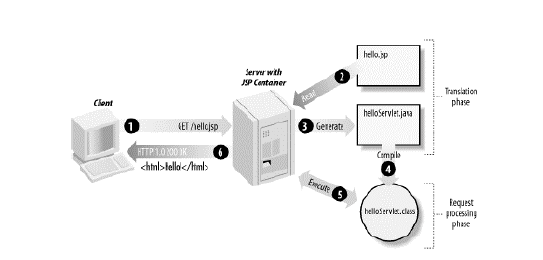 Client
Server with
JSP Container
1
GET /hello.jsp
6
HTTP/1.0 200 OK
<html>Hello!</html>
2
Read
hello.jsp
3
Generate
helloServlet.java
Compile
4
Execute
5
helloServlet.class
Translation
phase
Request
processing
phase